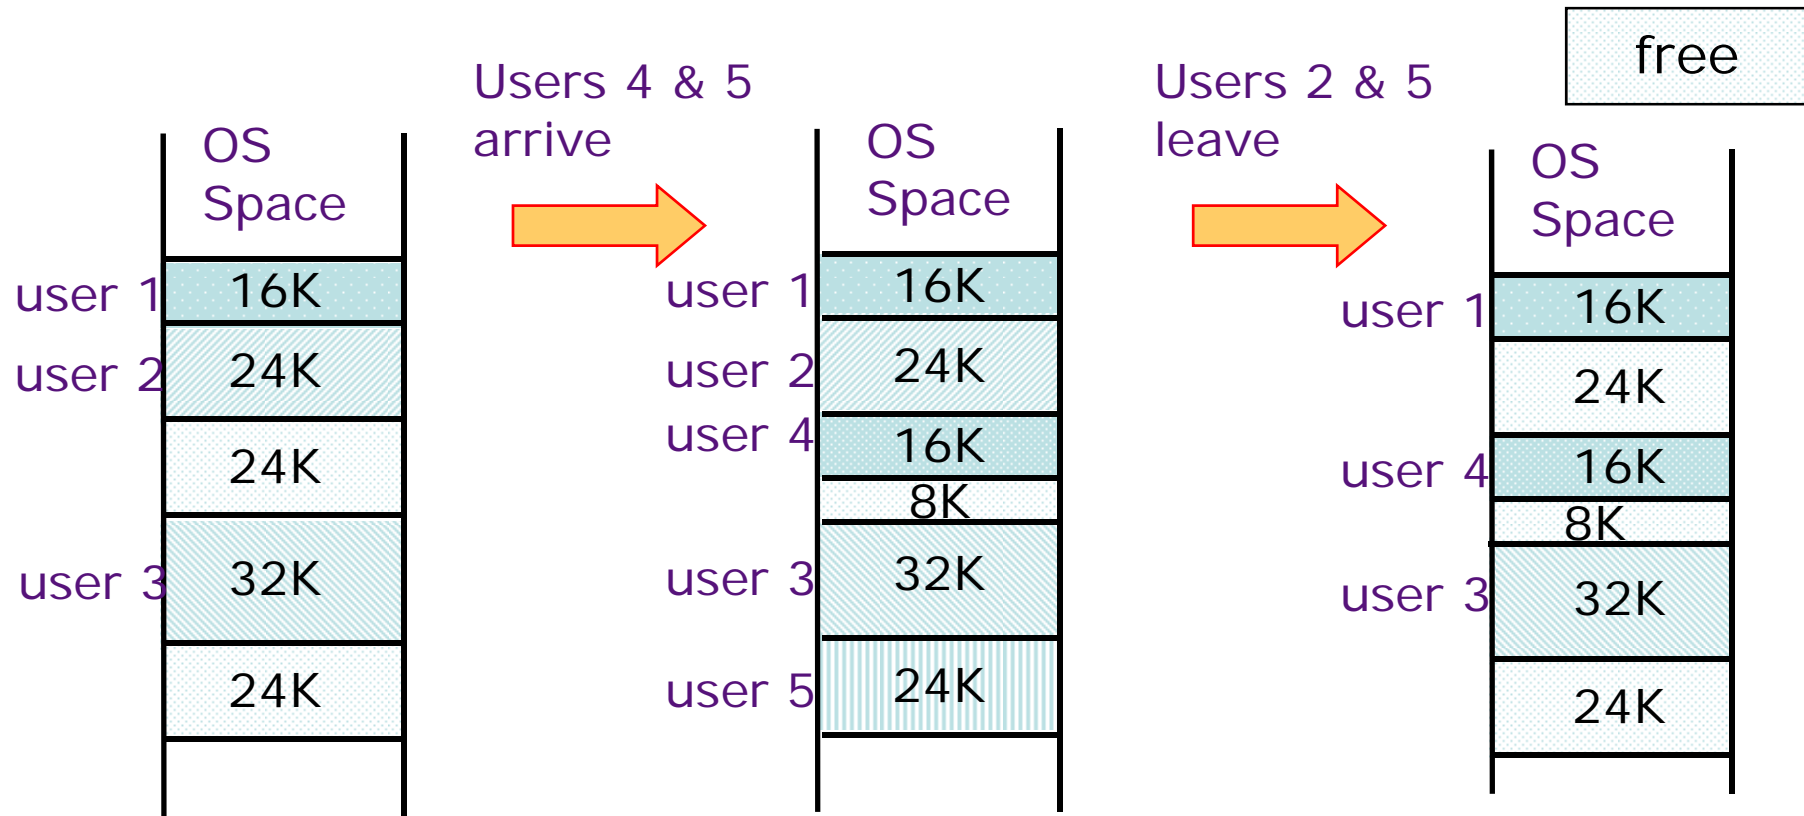 free
Users 4 & 5
arrive
Users 2 & 5
leave
OS
Space
user 1 16K
user 2 24K
24K
user 3 32K
24K
OS
Space
user 1 16K
user 2 24K
user 4 16K
8K
user 3 32K
user 5 24K
OS
Space
user 1 16K
24K
user 4 16K
8K
user 3 32K
24K